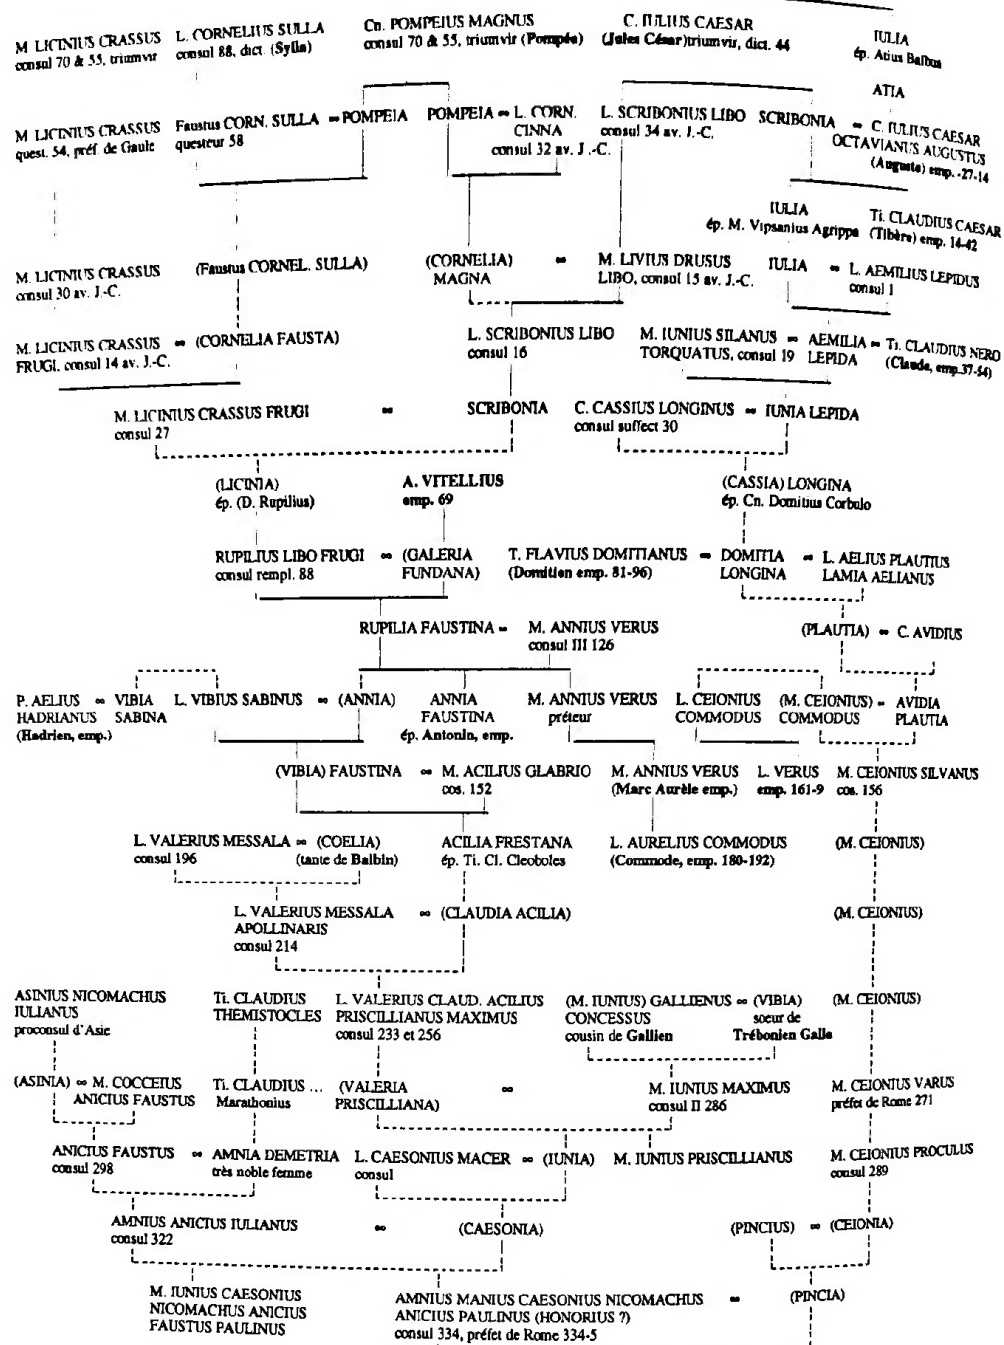 M LICINIUS CRASSUS
consul 70 & 55, triumvir
L. CORNELIUS SULLA
consul 88, dict. (Sylla)
Cn. POMPEIUS MAGNUS
consul 70 & 55, triumvir (Pompée)
C. IULIUS CAESAR
(Jules César)triumvir, dict. 44
IULIA
ép. Atius Balbus
ATIA
M LICINIUS CRASSUS
quest. 54, préf. de Gaule
Faustus CORN. SULLA ∞ POMPEIA
questeur 58
POMPEIA ∞ L. CORN.
CINNA
consul 32 av. J.-C.
L. SCRIBONIUS LIBO
consul 34 av. J.-C.
SCRIBONIA ∞ C. IULIUS CAESAR
OCTAVIANUS AUGUSTUS
(Auguste) emp. -27-14
IULIA
ép. M. Vipsanius Agrippa
Ti. CLAUDIUS CAESAR
(Tibère) emp. 14-42
M. LICINIUS CRASSUS
consul 30 av. J.-C.
(Faustus CORNEL. SULLA)
(CORNELIA) ∞ M. LIVIUS DRUSUS
MAGNA LIBO, consul 15 av. J.-C.
IULIA ∞ L. AEMILIUS LEPIDUS
consul 1
M. LICINIUS CRASSUS ∞ (CORNELIA FAUSTA)
FRUGI, consul 14 av. J.-C.
L. SCRIBONIUS LIBO
consul 16
M. IUNIUS SILANUS ∞ AEMILIA ∞ Ti. CLAUDIUS NERO
TORQUATUS, consul 19 LEPIDA (Claude, emp.37-54)
M. LICINIUS CRASSUS FRUGI ∞ SCRIBONIA
consul 27
C. CASSIUS LONGINUS ∞ IUNIA LEPIDA
consul suffect 30
(LICINIA)
ép. (D. Rupilius)
A. VITELLIUS
emp. 69
(CASSIA) LONGINA
ép. Cn. Domitius Corbulo
RUPILIUS LIBO FRUGI ∞ (GALERIA
consul rempl. 88 FUNDANA)
T. FLAVIUS DOMITIANUS ∞ DOMITIA ∞ L. AELIUS PLAUTIUS
(Domitien emp. 81-96) LONGINA LAMIA AELIANUS
RUPILIA FAUSTINA ∞ M. ANNIUS VERUS
consul III 126
(PLAUTIA) ∞ C. AVIDIUS
P. AELIUS ∞ VIBIA
HADRIANUS SABINA
(Hadrien, emp.)
L. VIBIUS SABINUS ∞ (ANNIA)
ANNIA
FAUSTINA
ép. Antonin, emp.
M. ANNIUS VERUS
préteur
L. CEIONIUS
COMMODUS
(M. CEIONIUS) ∞ AVIDIA
COMMODUS PLAUTIA
(VIBIA) FAUSTINA ∞ M. ACILIUS GLABRIO
cos. 152
M. ANNIUS VERUS
(Marc Aurèle emp.)
L. VERUS
emp. 161-9
M. CEIONIUS SILVANUS
cos. 156
L. VALERIUS MESSALA ∞ (COELIA)
consul 196 (tante de Balbin)
ACILIA FRESTANA
ép. Ti. Cl. Cleoboles
L. AURELIUS COMMODUS
(Commode, emp. 180-192)
(M. CEIONIUS)
L. VALERIUS MESSALA ∞ (CLAUDIA ACILIA)
APOLLINARIS
consul 214
(M. CEIONIUS)
ASINIUS NICOMACHUS
IULIANUS
proconsul d'Asie
Ti. CLAUDIUS
THEMISTOCLES
L. VALERIUS CLAUD. ACILIUS
PRISCILLIANUS MAXIMUS
consul 233 et 256
(M. IUNTIUS) GALLIENUS ∞ (VIBIA)
CONCESSUS soeur de
cousin de Gallien Trébonien Galle
(M. CEIONIUS)
(ASINIA) ∞ M. COCCEIUS
ANICIUS FAUSTUS
Ti. CLAUDIUS ...
Marathonius
(VALERIA ∞ M. IUNIUS MAXIMUS
PRISCILLIANA) consul II 286
M. CEIONIUS VARUS
préfet de Rome 271
ANICIUS FAUSTUS ∞ AMNIA DEMETRIA
consul 298 très noble femme
L. CAESONIUS MACER ∞ (IUNIA)
consul
M. IUNIUS PRISCILLIANUS
M. CEIONIUS PROCULUS
consul 289
AMNIUS ANICIUS IULIANUS ∞ (CAESONIA)
consul 322
(PINCIUS) ∞ (CEIONIA)
M. IUNIUS CAESONIUS
NICOMACHUS ANICIUS
FAUSTUS PAULINUS
AMNIUS MANIUS CAESONIUS NICOMACHUS ∞ (PINCIA)
ANICIUS PAULINUS (HONORIUS ?)
consul 334, préfet de Rome 334-5